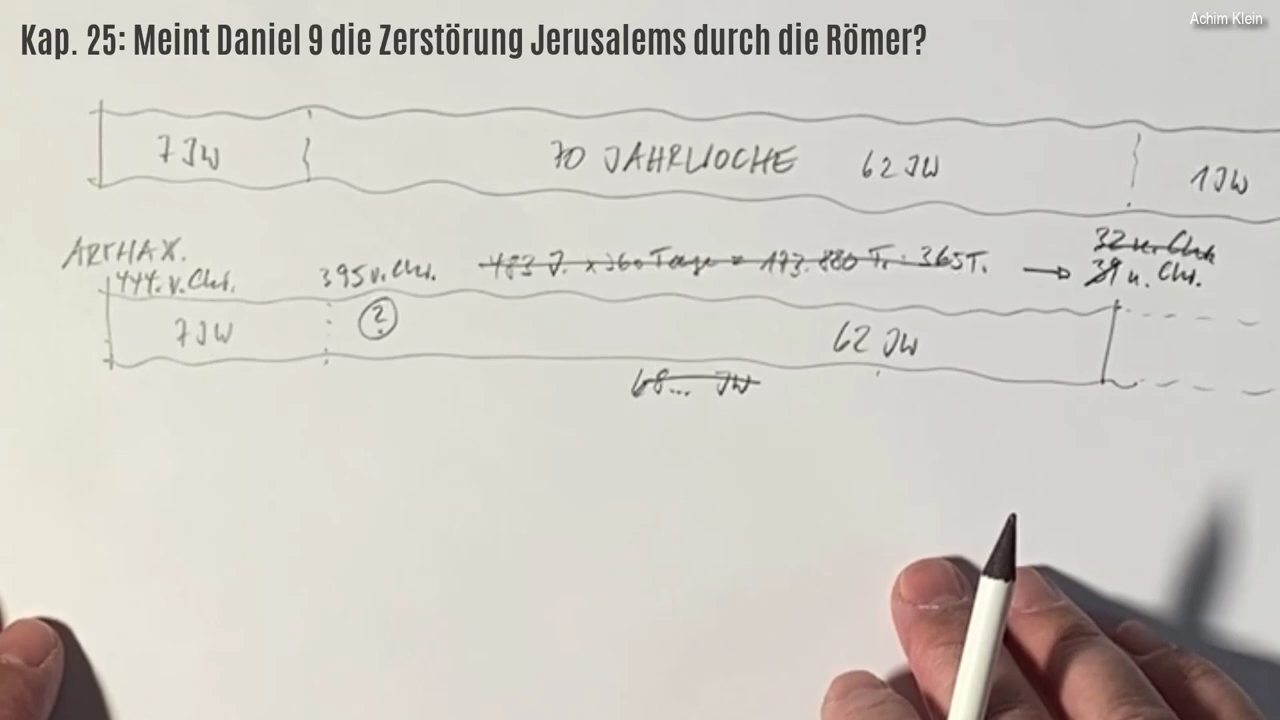 Achim Klein
Kap. 25: Meint Daniel 9 die Zerstörung Jerusalems durch die Römer?
7 JW 70 JAHRWOCHE 62 JW 1 JW
ARTHAX.
444. v. Chr. 395 v. Chr. 483 J. x 360 Tage = 173.880 T. : 365 T. → 32 n. Chr.
39 n. Chr.
7 JW ? 62 JW
68... JW